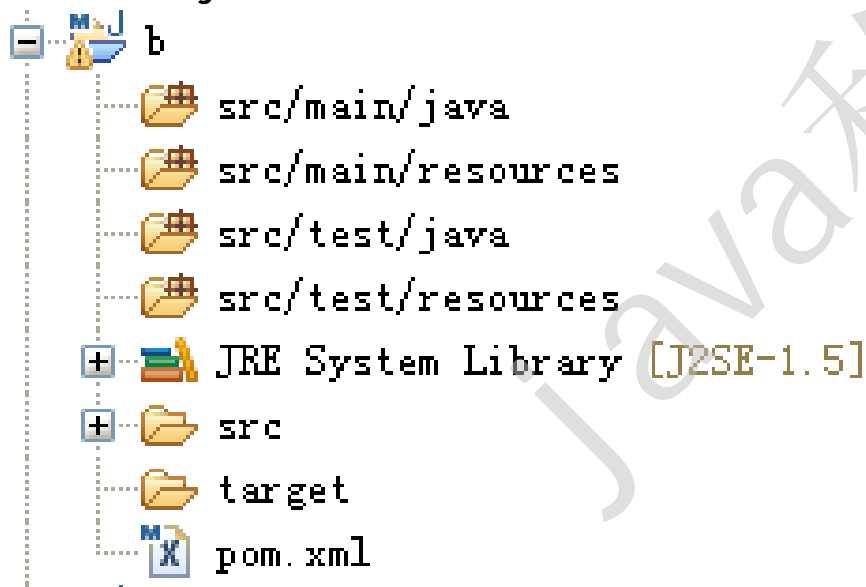 b
src/main/java
src/main/resources
src/test/java
src/test/resources
JRE System Library [J2SE-1.5]
src
target
pom.xml
java